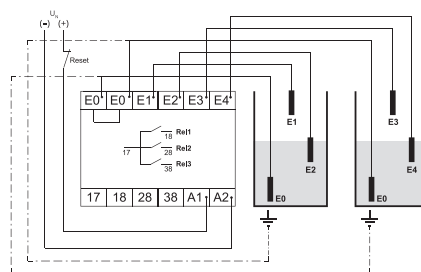 Uₙ
(-) (+)
Reset
E0 E0 E1 E2 E3 E4
18 Rel1
17 28 Rel2
38 Rel3
17 18 28 38 A1 A2
E1
E2
E0
E3
E4
E0